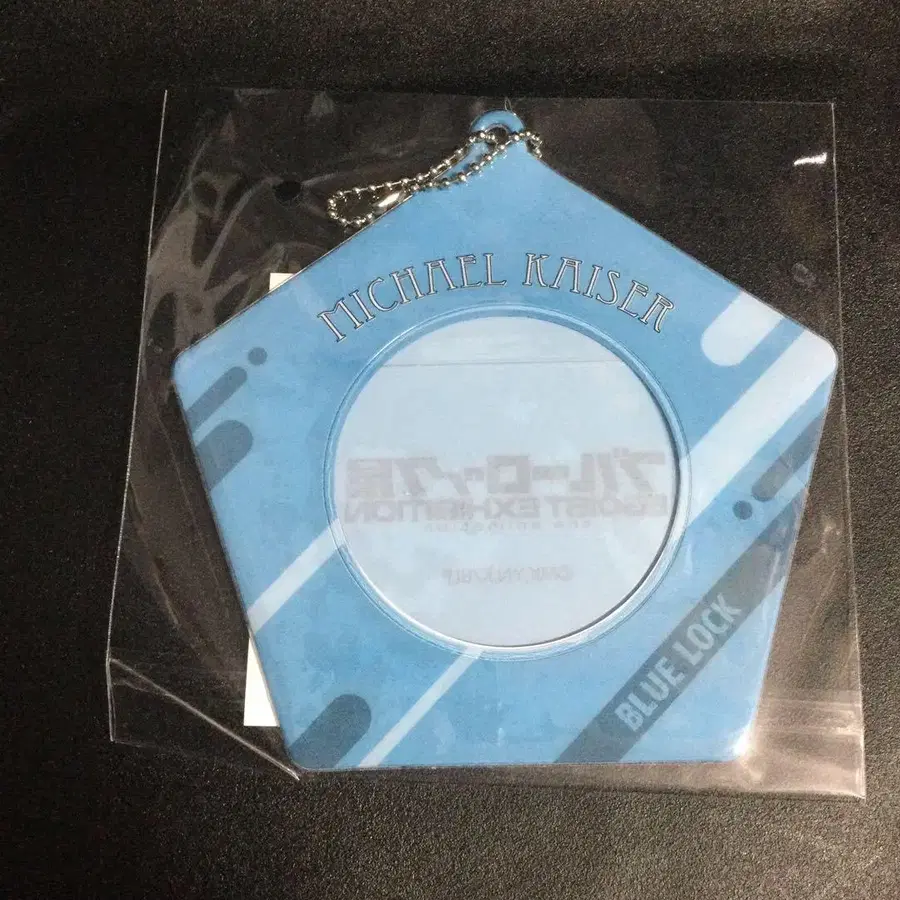 MICHAEL KAISER
ブルーロック展
EGOIST EXHIBITION
BLUE LOCK